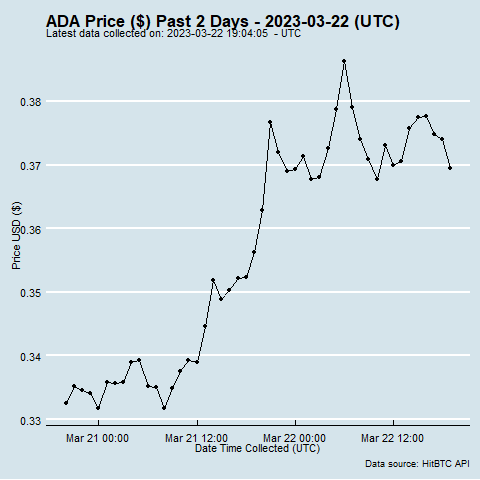 ADA Price ($) Past 2 Days - 2023-03-22 (UTC)
Latest data collected on: 2023-03-22 19:04:05 - UTC
0.38
0.37
0.36
0.35
0.34
0.33
Price USD ($)
Mar 21 00:00 Mar 21 12:00 Mar 22 00:00 Mar 22 12:00
Date Time Collected (UTC)
Data source: HitBTC API